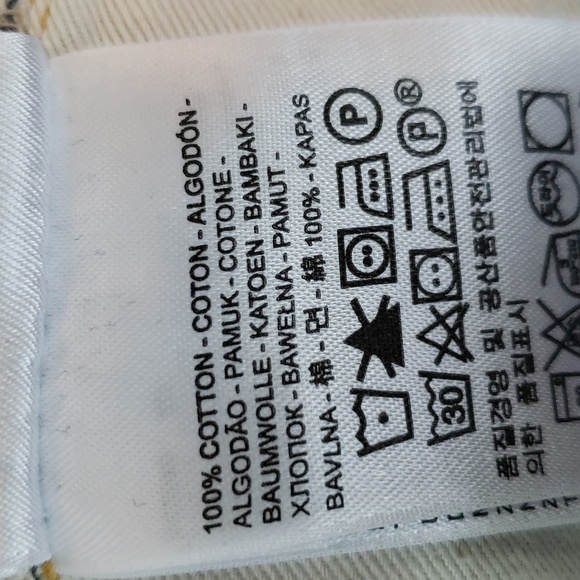 100% COTTON - COTON - ALGODÓN -
ALGODÃO - PAMUK - COTONE -
BAUMWOLLE - KATOEN - BAMBAKI -
ХЛОПОК - BAWEŁNA - PAMUT -
BAVLNA - 棉 - 면 - 綿 100% - KAPAS
P
30 P ®
품질경영 및 공산품안전관리법에
의한 품질표시